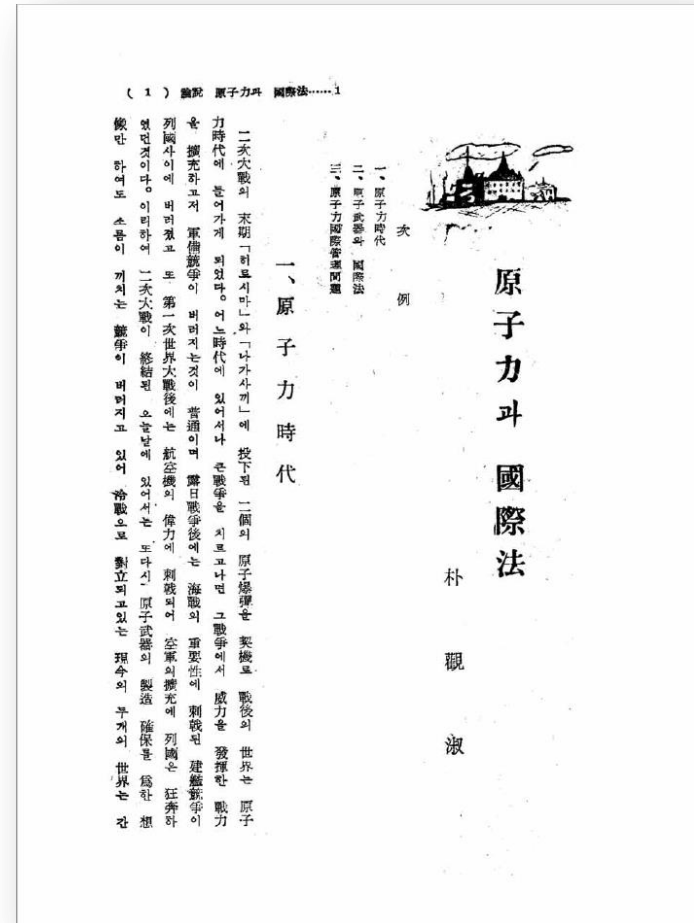 ( 1 ) 論說 原子力과 國際法……1
原子力과 國際法
朴觀淑
次例
一、原子力時代
二、原子武器와 國際法
三、原子力國際管理問題
一、原子力時代
二次大戰의 末期「히로시마」와「나가사끼」에 投下된 二個의 原子爆彈을 契機로 戰後의 世界는 原子
力時代에 들어가게 되었다。어느時代에 있어서나 큰戰爭을 치르고나면 그戰爭에서 威力을 發揮한 戰力
을 擴充하고저 軍備競爭이 버러지는것이 普通이며 露日戰爭後에는 海戰의 重要性에 刺戟된 建艦競爭이
列國사이에 버러졌고 또 第一次世界大戰後에는 航空機의 偉力에 刺戟되어 空軍의擴充에 列國은 狂奔하
였던것이다。이리하여 二次大戰이 終結된 오늘날에 있어서는 또다시 原子武器의 製造 確保를 爲한 想
像만 하여도 소름이 끼치는 競爭이 버러지고 있어 冷戰으로 對立되고있는 現今의 두개의 世界는 간